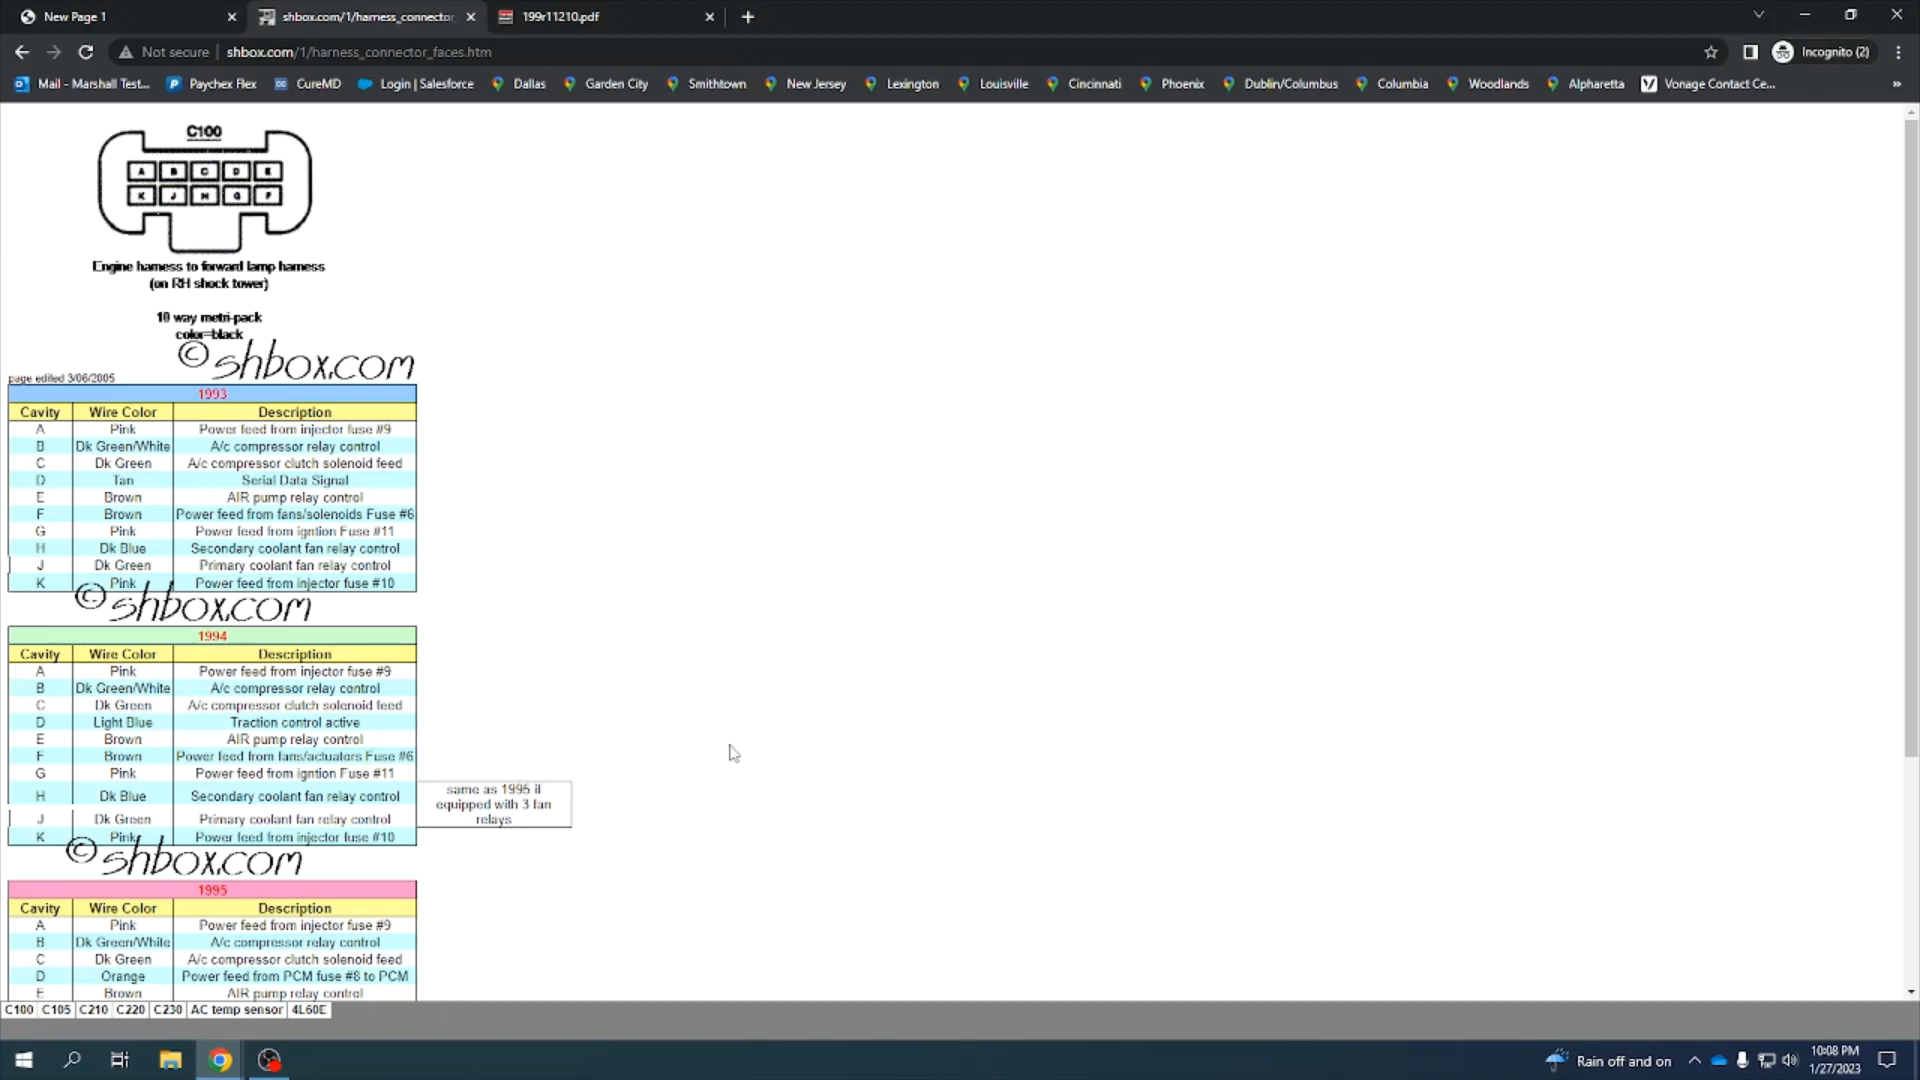 New Page 1
shbox.com/1/harness_connector
199r11210.pdf
Not secure
shbox.com/1/harness_connector_faces.htm
Incognito (2)
Mail - Marshall Test...
Paychex Flex
CureMD
Login | Salesforce
Dallas
Garden City
Smithtown
New Jersey
Lexington
Louisville
Cincinnati
Phoenix
Dublin/Columbus
Columbia
Woodlands
Alpharetta
Vonage Contact Ce...
»
C100
A B C D E
K J H G F
Engine harness to forward lamp harness
(on RH shock tower)
10 way metri-pack
color=black
©shbox.com
page edited 3/06/2005
1993
Cavity Wire Color Description
A Pink Power feed from injector fuse #9
B Dk Green/White A/c compressor relay control
C Dk Green A/c compressor clutch solenoid feed
D Tan Serial Data Signal
E Brown AIR pump relay control
F Brown Power feed from fans/solenoids Fuse #6
G Pink Power feed from igntion Fuse #11
H Dk Blue Secondary coolant fan relay control
J Dk Green Primary coolant fan relay control
K Pink Power feed from injector fuse #10
©shbox.com
1994
Cavity Wire Color Description
A Pink Power feed from injector fuse #9
B Dk Green/White A/c compressor relay control
C Dk Green A/c compressor clutch solenoid feed
D Light Blue Traction control active
E Brown AIR pump relay control
F Brown Power feed from fans/actuators Fuse #6
G Pink Power feed from igntion Fuse #11
H Dk Blue Secondary coolant fan relay control
same as 1995 if
equipped with 3 fan
relays
J Dk Green Primary coolant fan relay control
K Pink Power feed from injector fuse #10
©shbox.com
1995
Cavity Wire Color Description
A Pink Power feed from injector fuse #9
B Dk Green/White A/c compressor relay control
C Dk Green A/c compressor clutch solenoid feed
D Orange Power feed from PCM fuse #8 to PCM
E Brown AIR pump relay control
C100 C105 C210 C220 C230 AC temp sensor 4L60E
Rain off and on
10:08 PM
1/27/2023